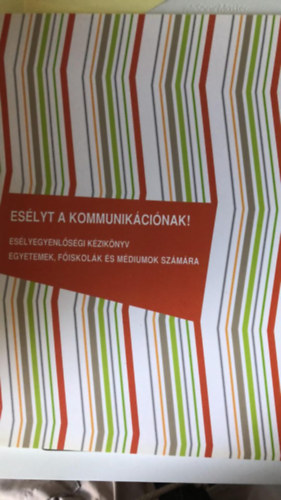 ESÉLYT A KOMMUNIKÁCIÓNAK!
ESÉLYEGYENLŐSÉGI KÉZIKÖNYV
EGYETEMEK, FŐISKOLÁK ÉS MÉDIUMOK SZÁMÁRA